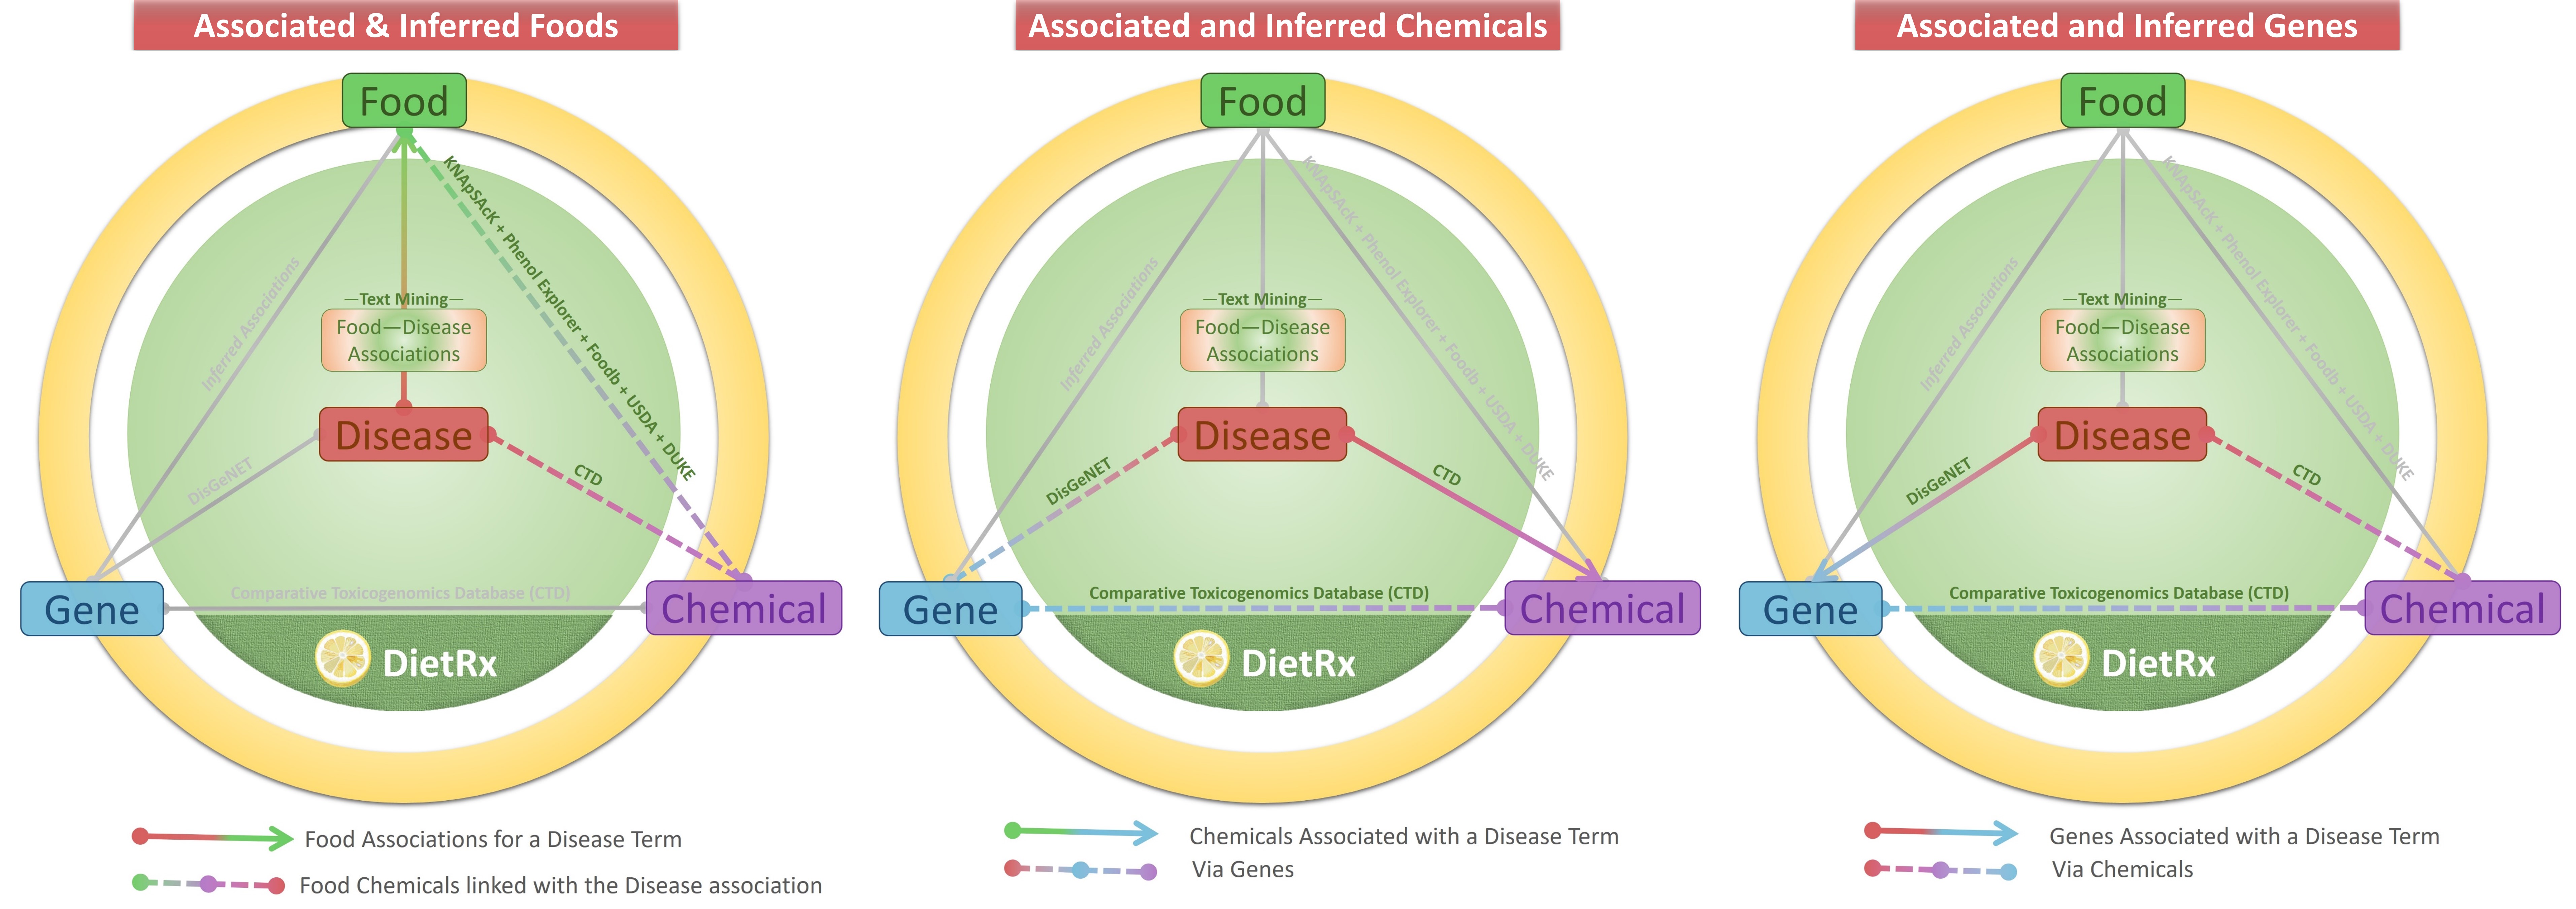 Associated & Inferred Foods
Food
KNApSAcK + Phenol Explorer + Foodb + USDA + DUKE
Inferred Associations
—Text Mining—
Food—Disease
Associations
Disease
DisGeNET
CTD
Comparative Toxicogenomics Database (CTD)
Gene
Chemical
DietRx
Food Associations for a Disease Term
Food Chemicals linked with the Disease association
Associated and Inferred Chemicals
Food
KNApSAcK + Phenol Explorer + Foodb + USDA + DUKE
Inferred Associations
—Text Mining—
Food—Disease
Associations
Disease
DisGeNET
CTD
Comparative Toxicogenomics Database (CTD)
Gene
Chemical
DietRx
Chemicals Associated with a Disease Term
Via Genes
Associated and Inferred Genes
Food
KNApSAcK + Phenol Explorer + Foodb + USDA + DUKE
Inferred Associations
—Text Mining—
Food—Disease
Associations
Disease
DisGeNET
CTD
Comparative Toxicogenomics Database (CTD)
Gene
Chemical
DietRx
Genes Associated with a Disease Term
Via Chemicals